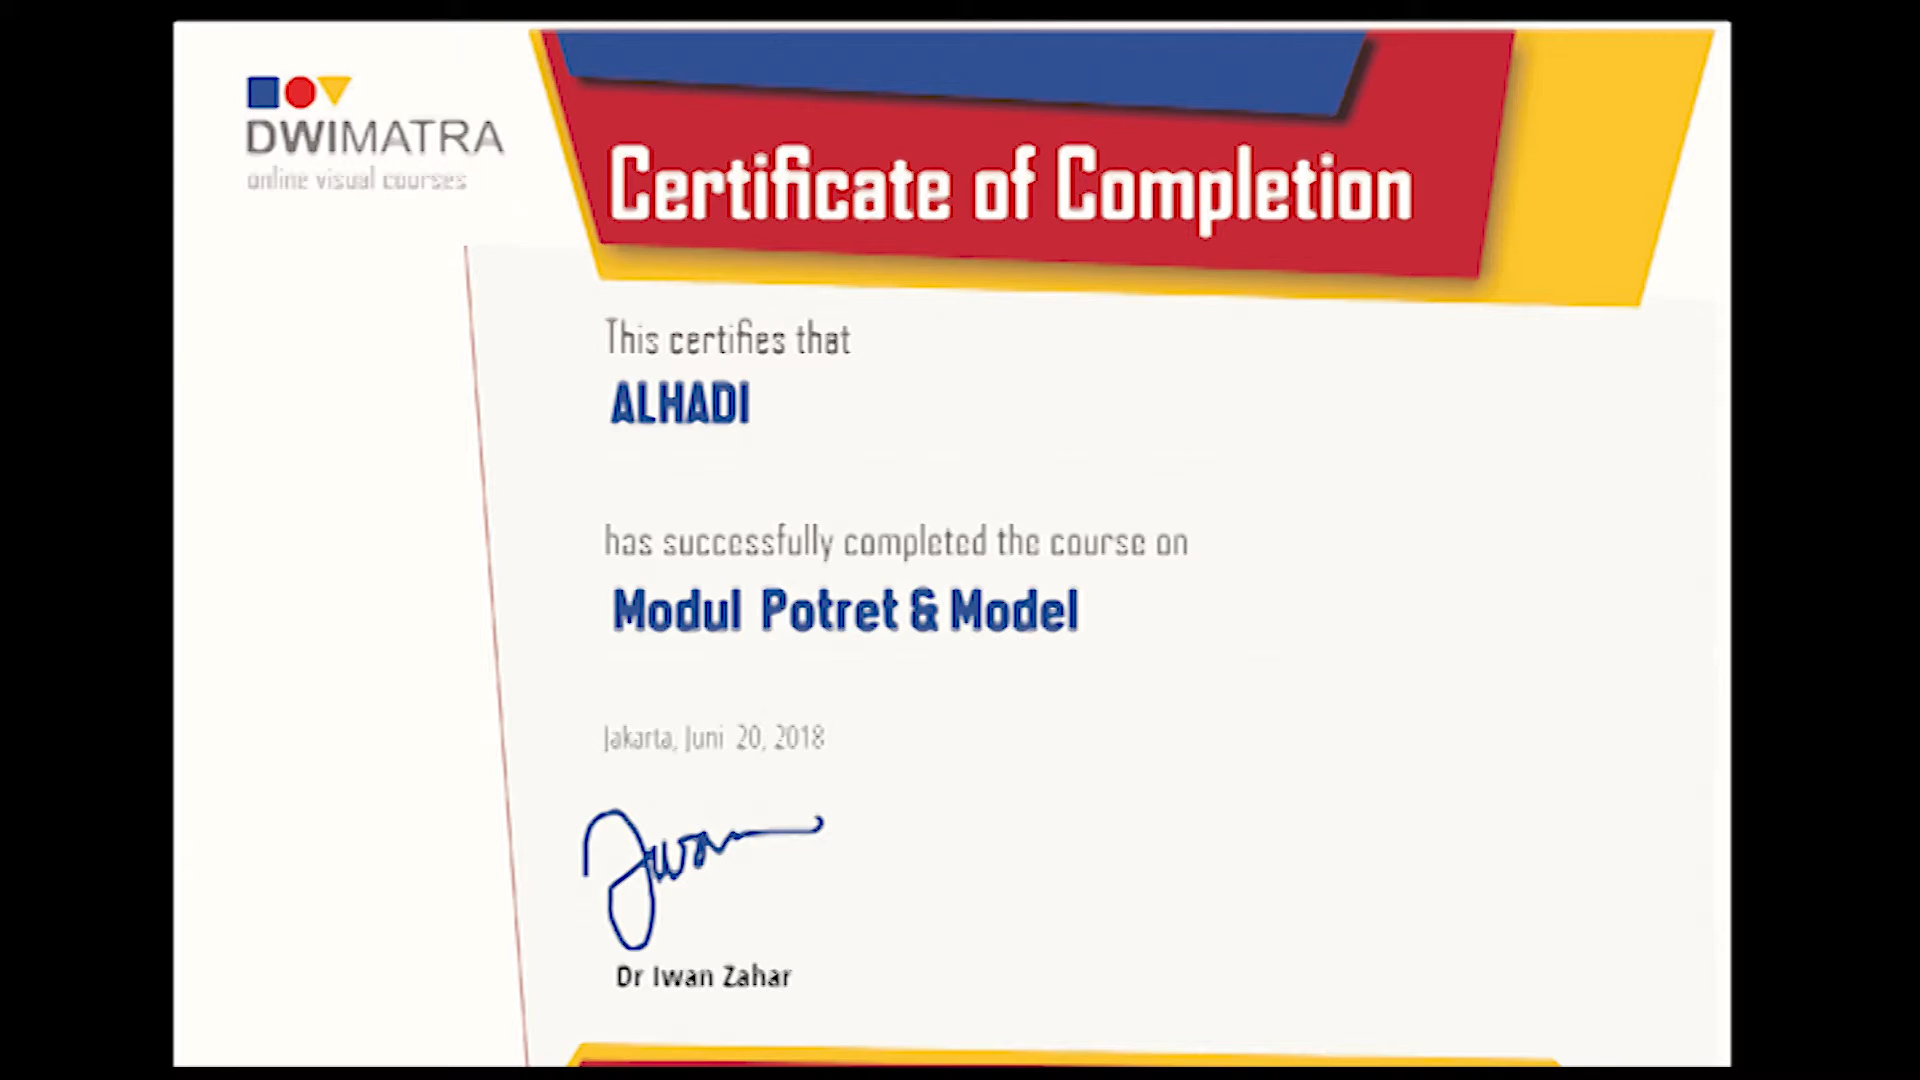 DWIMATRA
online visual courses
Certificate of Completion
This certifies that
ALHADI
has successfully completed the course on
Modul Potret & Model
Jakarta, Juni 20, 2018
Iwan
Dr Iwan Zahar